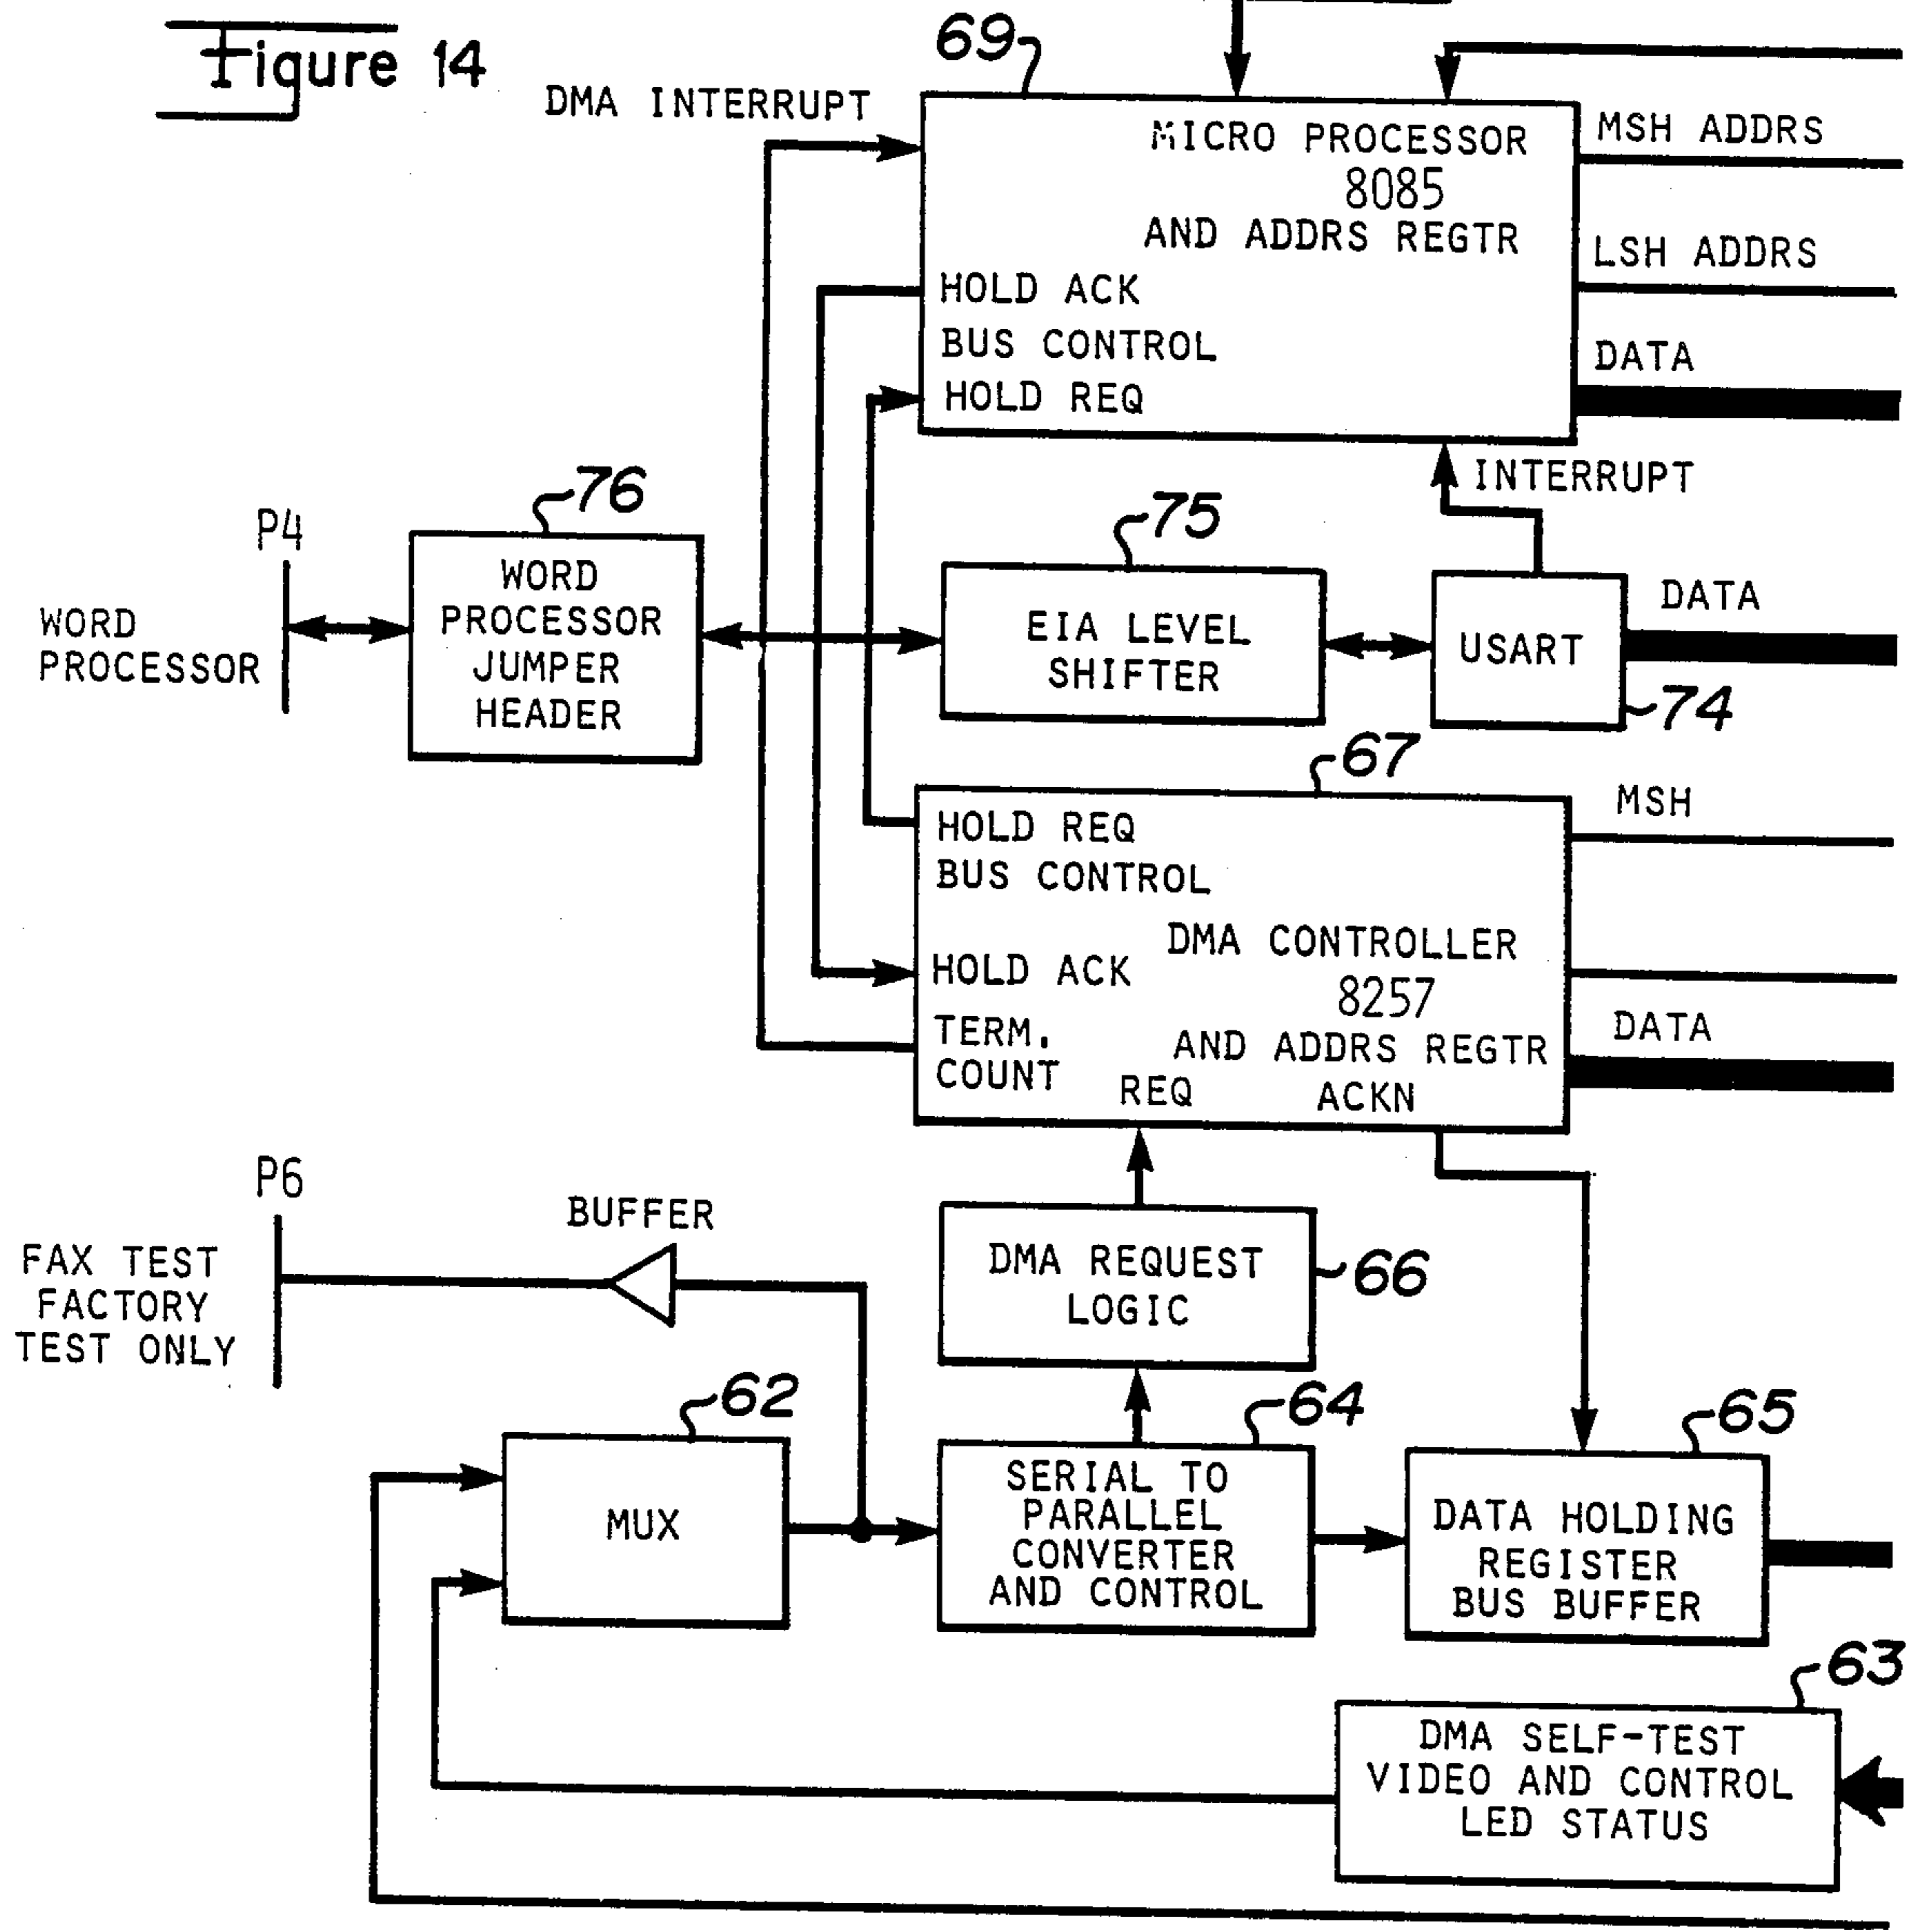 Figure 14
69
DMA INTERRUPT
MICRO PROCESSOR
8085
AND ADDRS REGTR
HOLD ACK
BUS CONTROL
HOLD REQ
MSH ADDRS
LSH ADDRS
DATA
INTERRUPT
76
P4
WORD
PROCESSOR
WORD
PROCESSOR
JUMPER
HEADER
75
EIA LEVEL
SHIFTER
USART
DATA
74
67
HOLD REQ
BUS CONTROL
DMA CONTROLLER
HOLD ACK
8257
TERM.
COUNT
AND ADDRS REGTR
REQ
ACKN
MSH
DATA
P6
FAX TEST
FACTORY
TEST ONLY
BUFFER
DMA REQUEST
LOGIC
66
62
MUX
64
SERIAL TO
PARALLEL
CONVERTER
AND CONTROL
65
DATA HOLDING
REGISTER
BUS BUFFER
63
DMA SELF-TEST
VIDEO AND CONTROL
LED STATUS